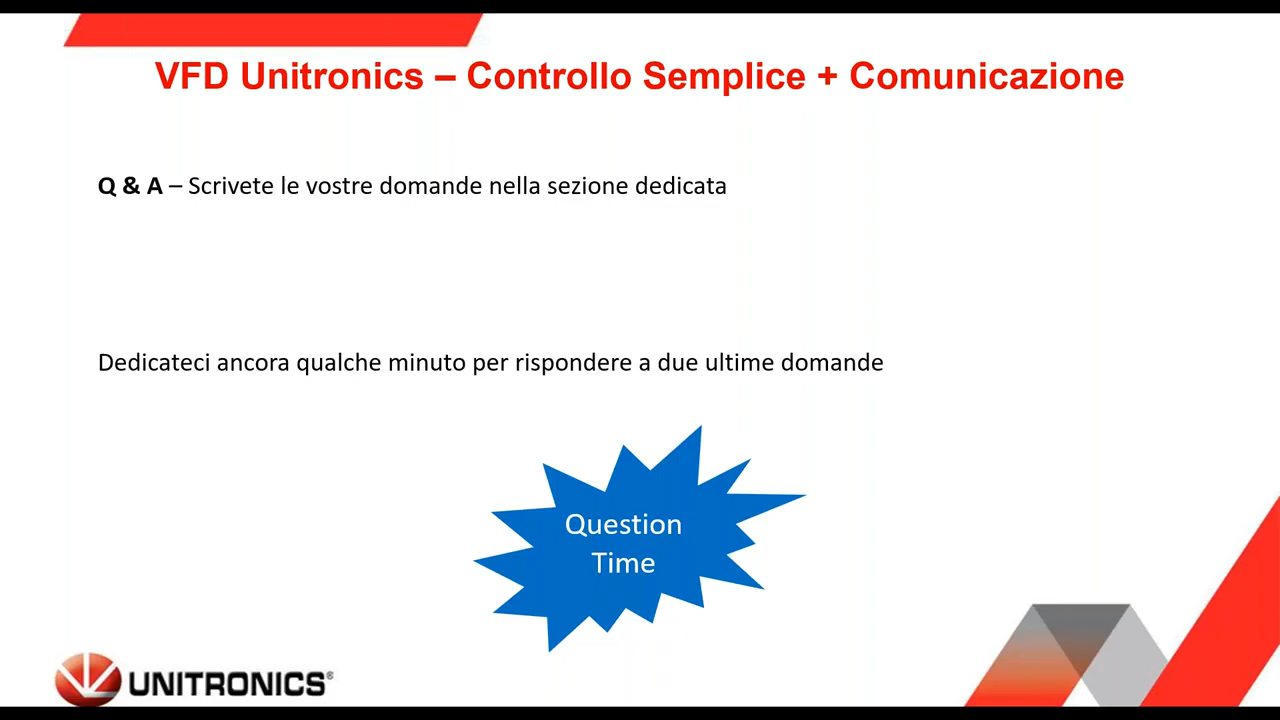 VFD Unitronics – Controllo Semplice + Comunicazione
Q & A – Scrivete le vostre domande nella sezione dedicata
Dedicateci ancora qualche minuto per rispondere a due ultime domande
Question
Time
UNITRONICS®